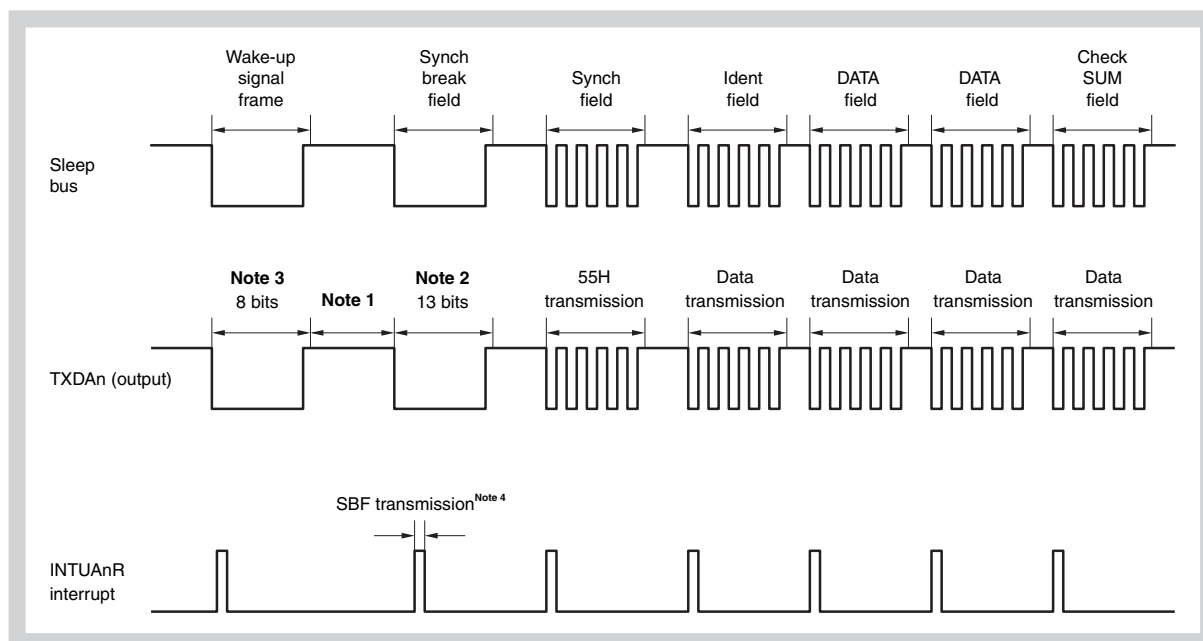 Wake-up
signal
frame
Synch
break
field
Synch
field
Ident
field
DATA
field
DATA
field
Check
SUM
field
Sleep
bus
Note 3
8 bits
Note 1
Note 2
13 bits
55H
transmission
Data
transmission
Data
transmission
Data
transmission
Data
transmission
TXDAn (output)
SBF transmission Note 4
INTUAnR
interrupt